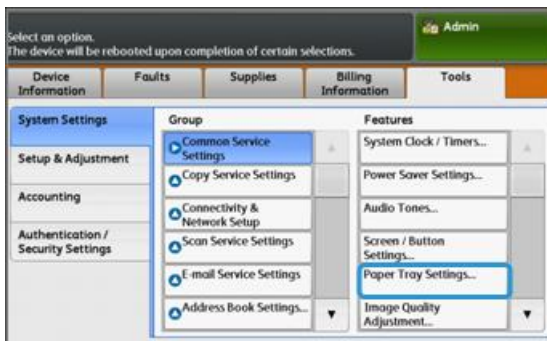 Select an option.
The device will be rebooted upon completion of certain selections.
Admin
Device
Information
Faults
Supplies
Billing
Information
Tools
System Settings
Setup & Adjustment
Accounting
Authentication /
Security Settings
Group
Common Service
Settings
Copy Service Settings
Connectivity &
Network Setup
Scan Service Settings
E-mail Service Settings
Address Book Settings...
Features
System Clock / Timers...
Power Saver Settings...
Audio Tones...
Screen / Button
Settings...
Paper Tray Settings...
Image Quality
Adjustment...